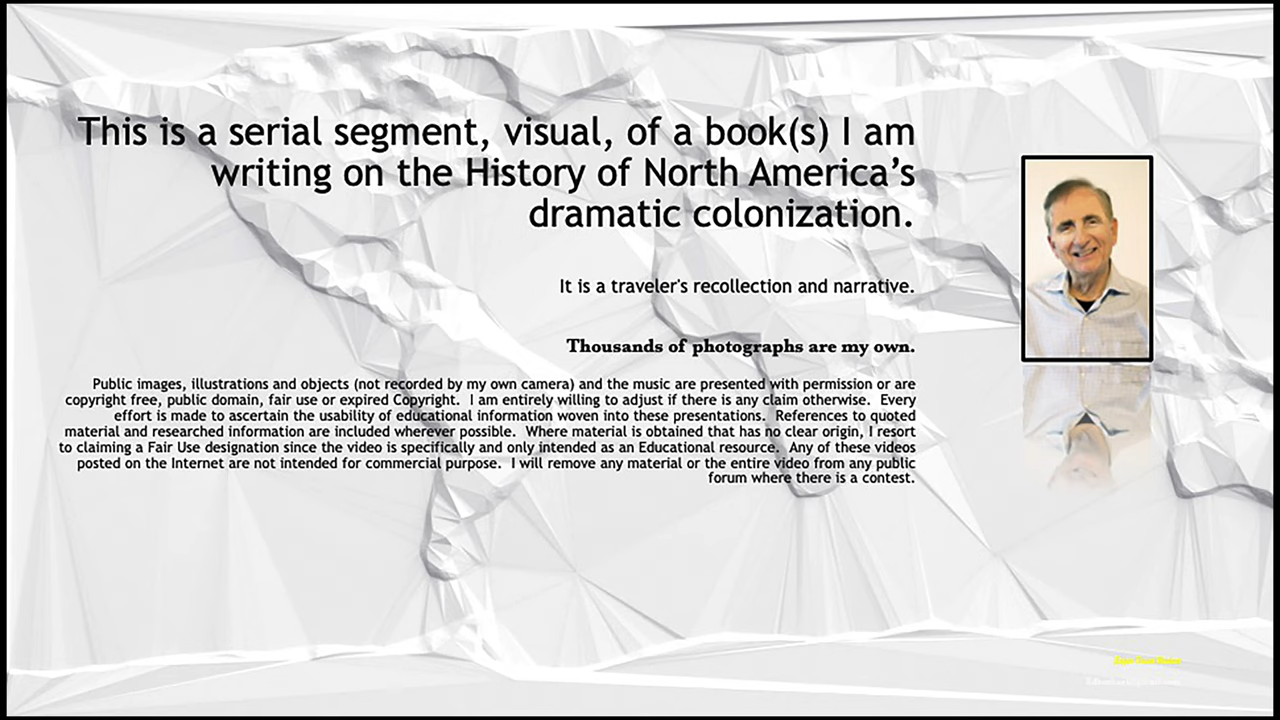 This is a serial segment, visual, of a book(s) I am
writing on the History of North America’s
dramatic colonization.
It is a traveler's recollection and narrative.
Thousands of photographs are my own.
Public images, illustrations and objects (not recorded by my own camera) and the music are presented with permission or are
copyright free, public domain, fair use or expired Copyright.  I am entirely willing to adjust if there is any claim otherwise.  Every
effort is made to ascertain the usability of educational information woven into these presentations.  References to quoted
material and researched information are included wherever possible.  Where material is obtained that has no clear origin, I resort
to claiming a Fair Use designation since the video is specifically and only intended as an Educational resource.  Any of these videos
posted on the Internet are not intended for commercial purpose.  I will remove any material or the entire video from any public
forum where there is a contest.